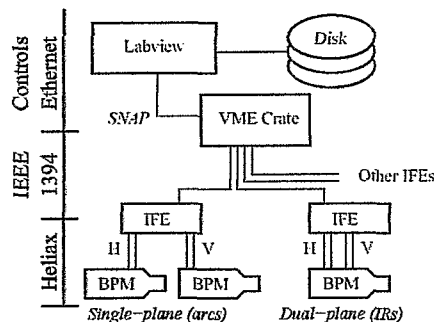 Controls
Ethernet
IEEE
1394
Heliax
Labview
Disk
SNAP
VME Crate
Other IFEs
IFE
IFE
H
V
H
V
BPM
BPM
BPM
Single-plane (arcs)
Dual-plane (IRs)